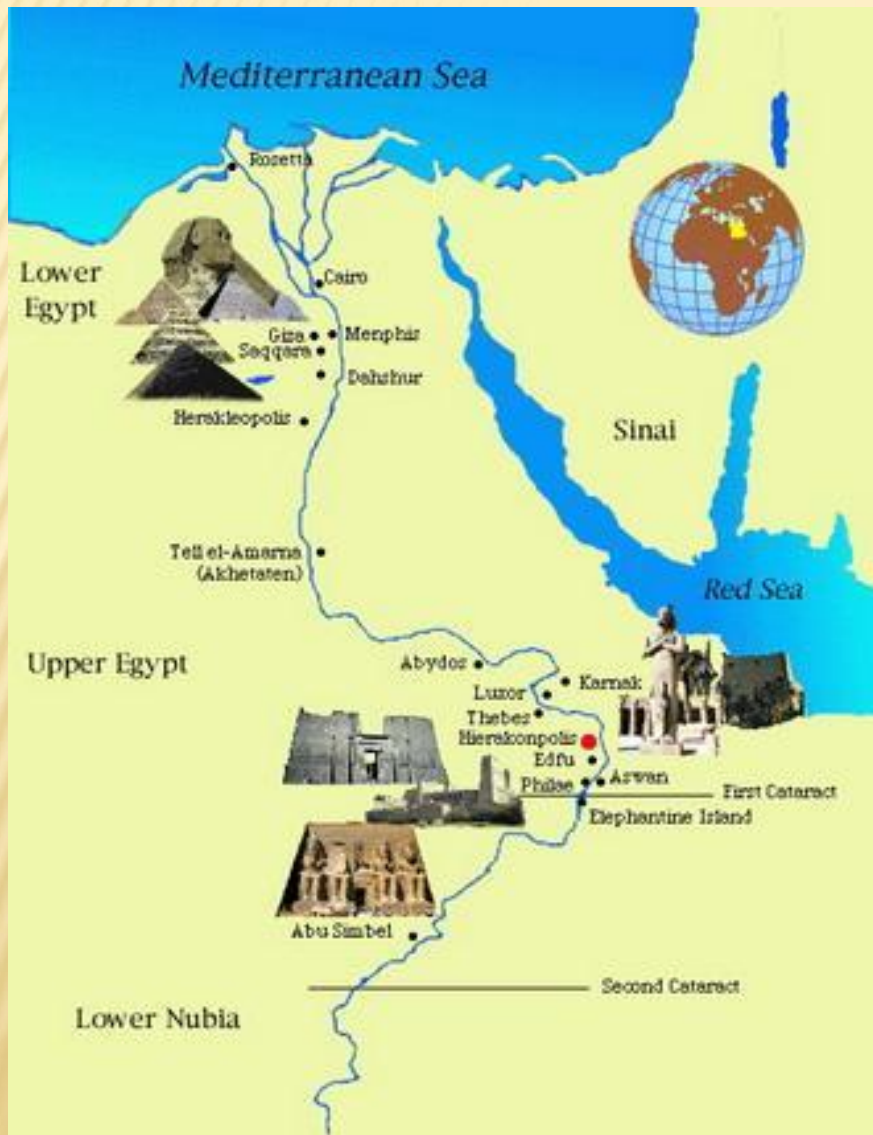 Mediterranean Sea
Rosetta
Lower
Egypt
Cairo
Giza
Menphis
Saqqara
Dahshur
Herakleopolis
Sinai
Tell el-Amarna
(Akhetaten)
Red Sea
Upper Egypt
Abydos
Karnak
Luxor
Thebes
Hierakonpolis
Edfu
Philae
Aswan
First Cataract
Elephantine Island
Abu Simbel
Second Cataract
Lower Nubia